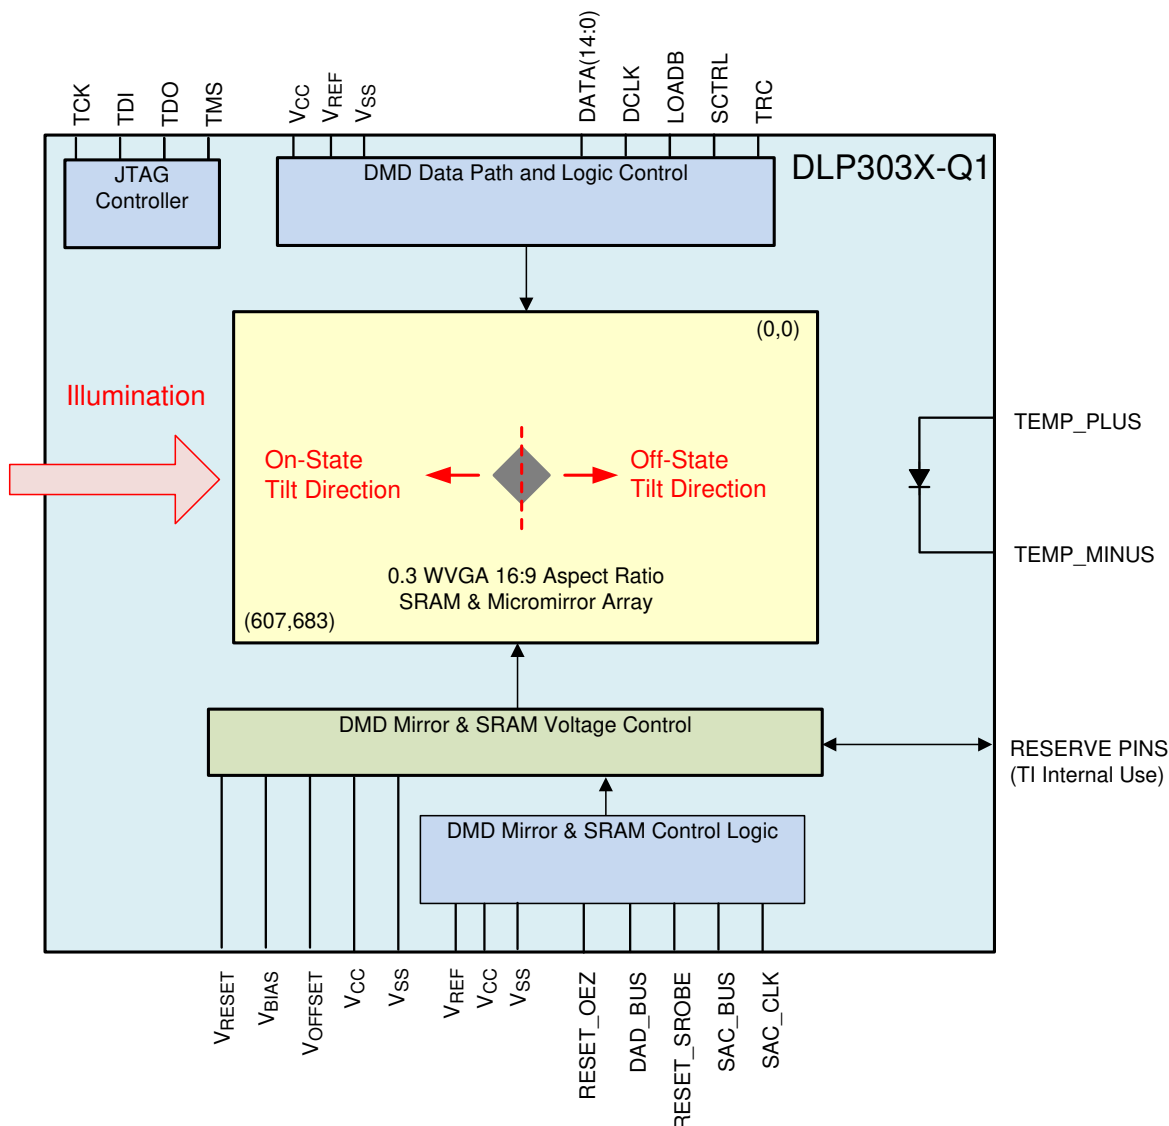 TCK
TDI
TDO
TMS
VCC
VREF
VSS
DATA(14:0)
DCLK
LOADB
SCTRL
TRC
JTAG
Controller
DMD Data Path and Logic Control
DLP303X-Q1
(0,0)
Illumination
On-State
Tilt Direction
Off-State
Tilt Direction
TEMP_PLUS
TEMP_MINUS
0.3 WVGA 16:9 Aspect Ratio
SRAM & Micromirror Array
(607,683)
DMD Mirror & SRAM Voltage Control
RESERVE PINS
(TI Internal Use)
DMD Mirror & SRAM Control Logic
VRESET
VBIAS
VOFFSET
VCC
VSS
VREF
VCC
VSS
RESET_OEZ
DAD_BUS
RESET_SROBE
SAC_BUS
SAC_CLK